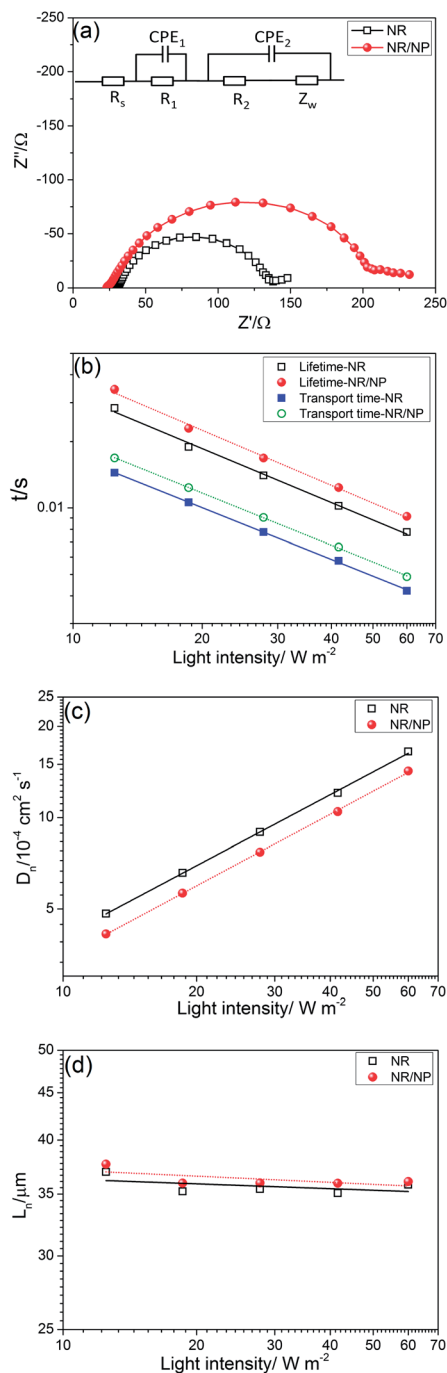 (a)
NR
NR/NP
CPE1
CPE2
Rs
R1
R2
Zw
-250
-200
-150
-100
-50
0
Z''/Ω
0
50
100
150
200
250
Z'/Ω
(b)
Lifetime-NR
Lifetime-NR/NP
Transport time-NR
Transport time-NR/NP
t/s
0.01
10
20
30
40
50
60
70
Light intensity/ W m-2
(c)
NR
NR/NP
25
20
15
10
5
Dn/10-4 cm2 s-1
10
20
30
40
50
60
70
Light intensity/ W m-2
(d)
NR
NR/NP
50
45
40
35
30
25
Ln/μm
10
20
30
40
50
60
70
Light intensity/ W m-2